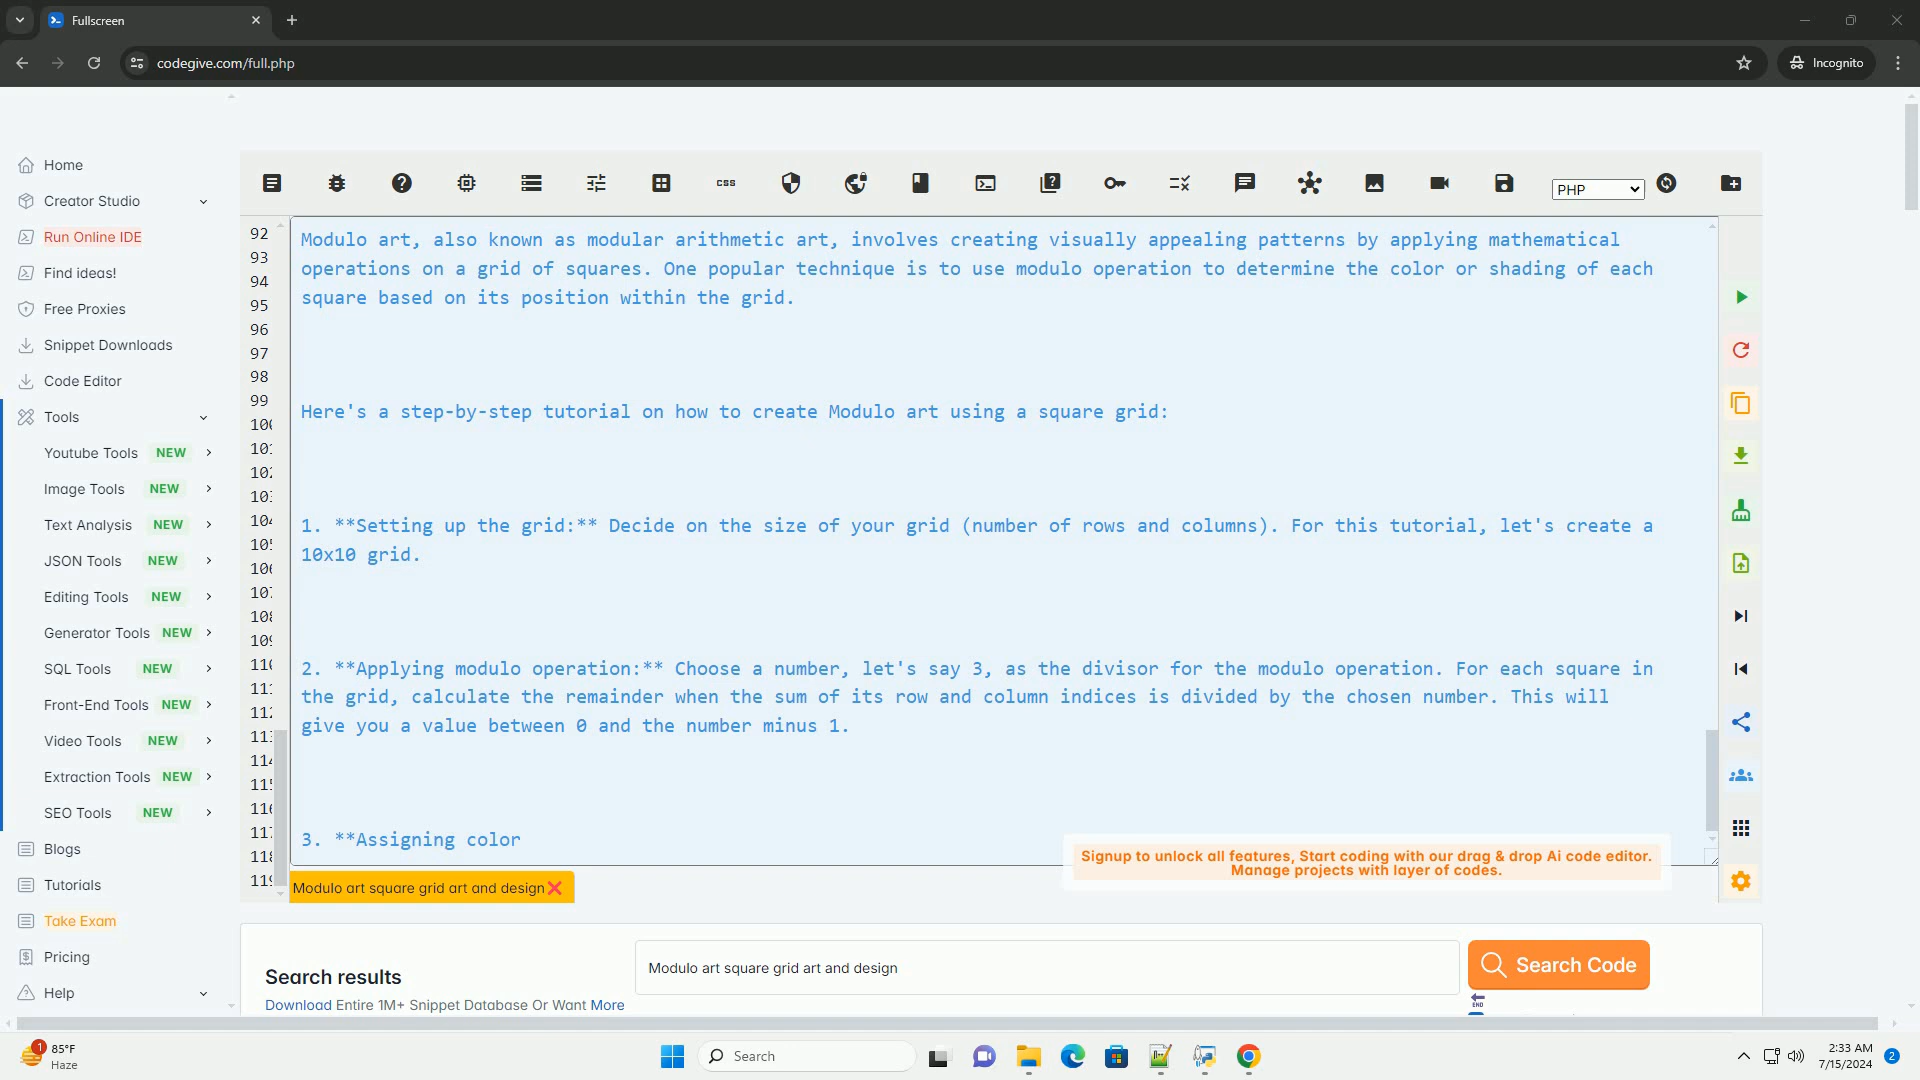 Fullscreen
codegive.com/full.php
Incognito
Home
Creator Studio
Run Online IDE
Find ideas!
Free Proxies
Snippet Downloads
Code Editor
Tools
Youtube Tools NEW
Image Tools NEW
Text Analysis NEW
JSON Tools NEW
Editing Tools NEW
Generator Tools NEW
SQL Tools NEW
Front-End Tools NEW
Video Tools NEW
Extraction Tools NEW
SEO Tools NEW
Blogs
Tutorials
Take Exam
Pricing
Help
css
PHP
92
93
94
95
96
97
98
99
Modulo art, also known as modular arithmetic art, involves creating visually appealing patterns by applying mathematical
operations on a grid of squares. One popular technique is to use modulo operation to determine the color or shading of each
square based on its position within the grid.
Here's a step-by-step tutorial on how to create Modulo art using a square grid:
1. **Setting up the grid:** Decide on the size of your grid (number of rows and columns). For this tutorial, let's create a
10x10 grid.
2. **Applying modulo operation:** Choose a number, let's say 3, as the divisor for the modulo operation. For each square in
the grid, calculate the remainder when the sum of its row and column indices is divided by the chosen number. This will
give you a value between 0 and the number minus 1.
3. **Assigning color
Signup to unlock all features, Start coding with our drag & drop Ai code editor.
Manage projects with layer of codes.
Modulo art square grid art and design
Search results
Download Entire 1M+ Snippet Database Or Want More
Modulo art square grid art and design
Search Code
END
1
85°F
Haze
Search
2:33 AM
7/15/2024
2